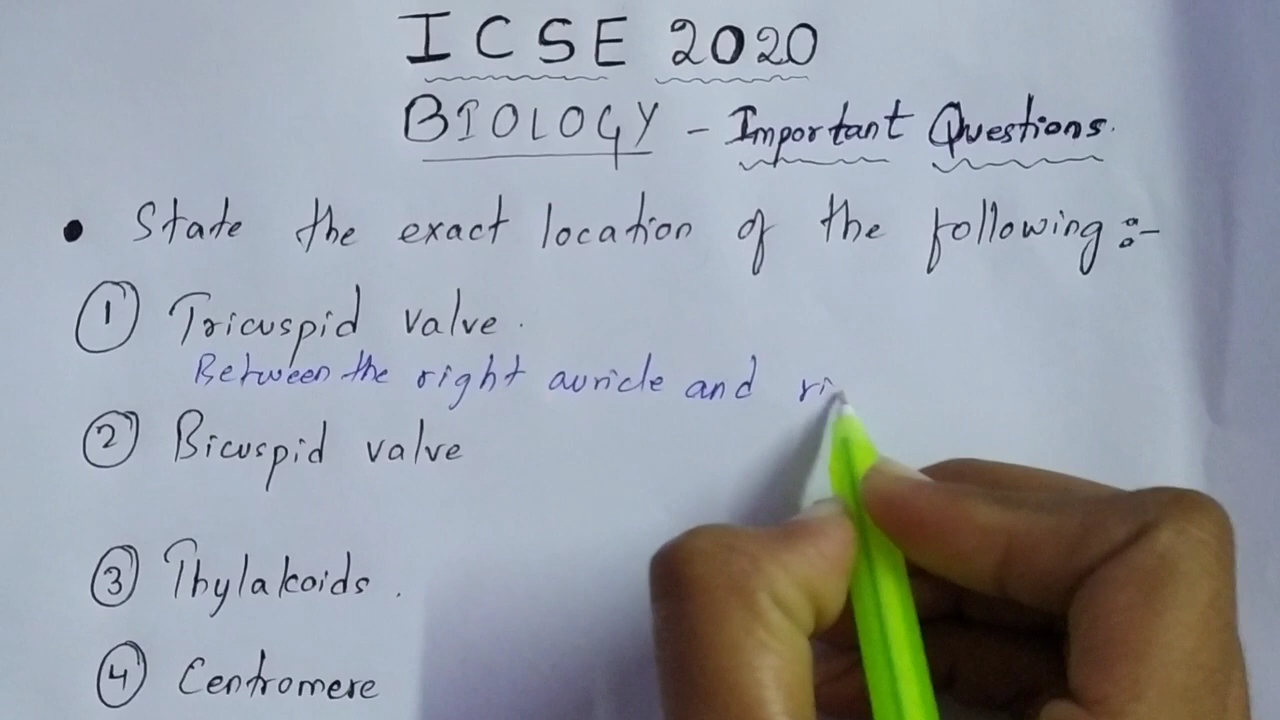 ICSE 2020
BIOLOGY - Important Questions.
• State the exact location of the following :-
① Tricuspid valve.
Between the right auricle and ri
② Bicuspid valve
③ Thylakoids.
④ Centromere